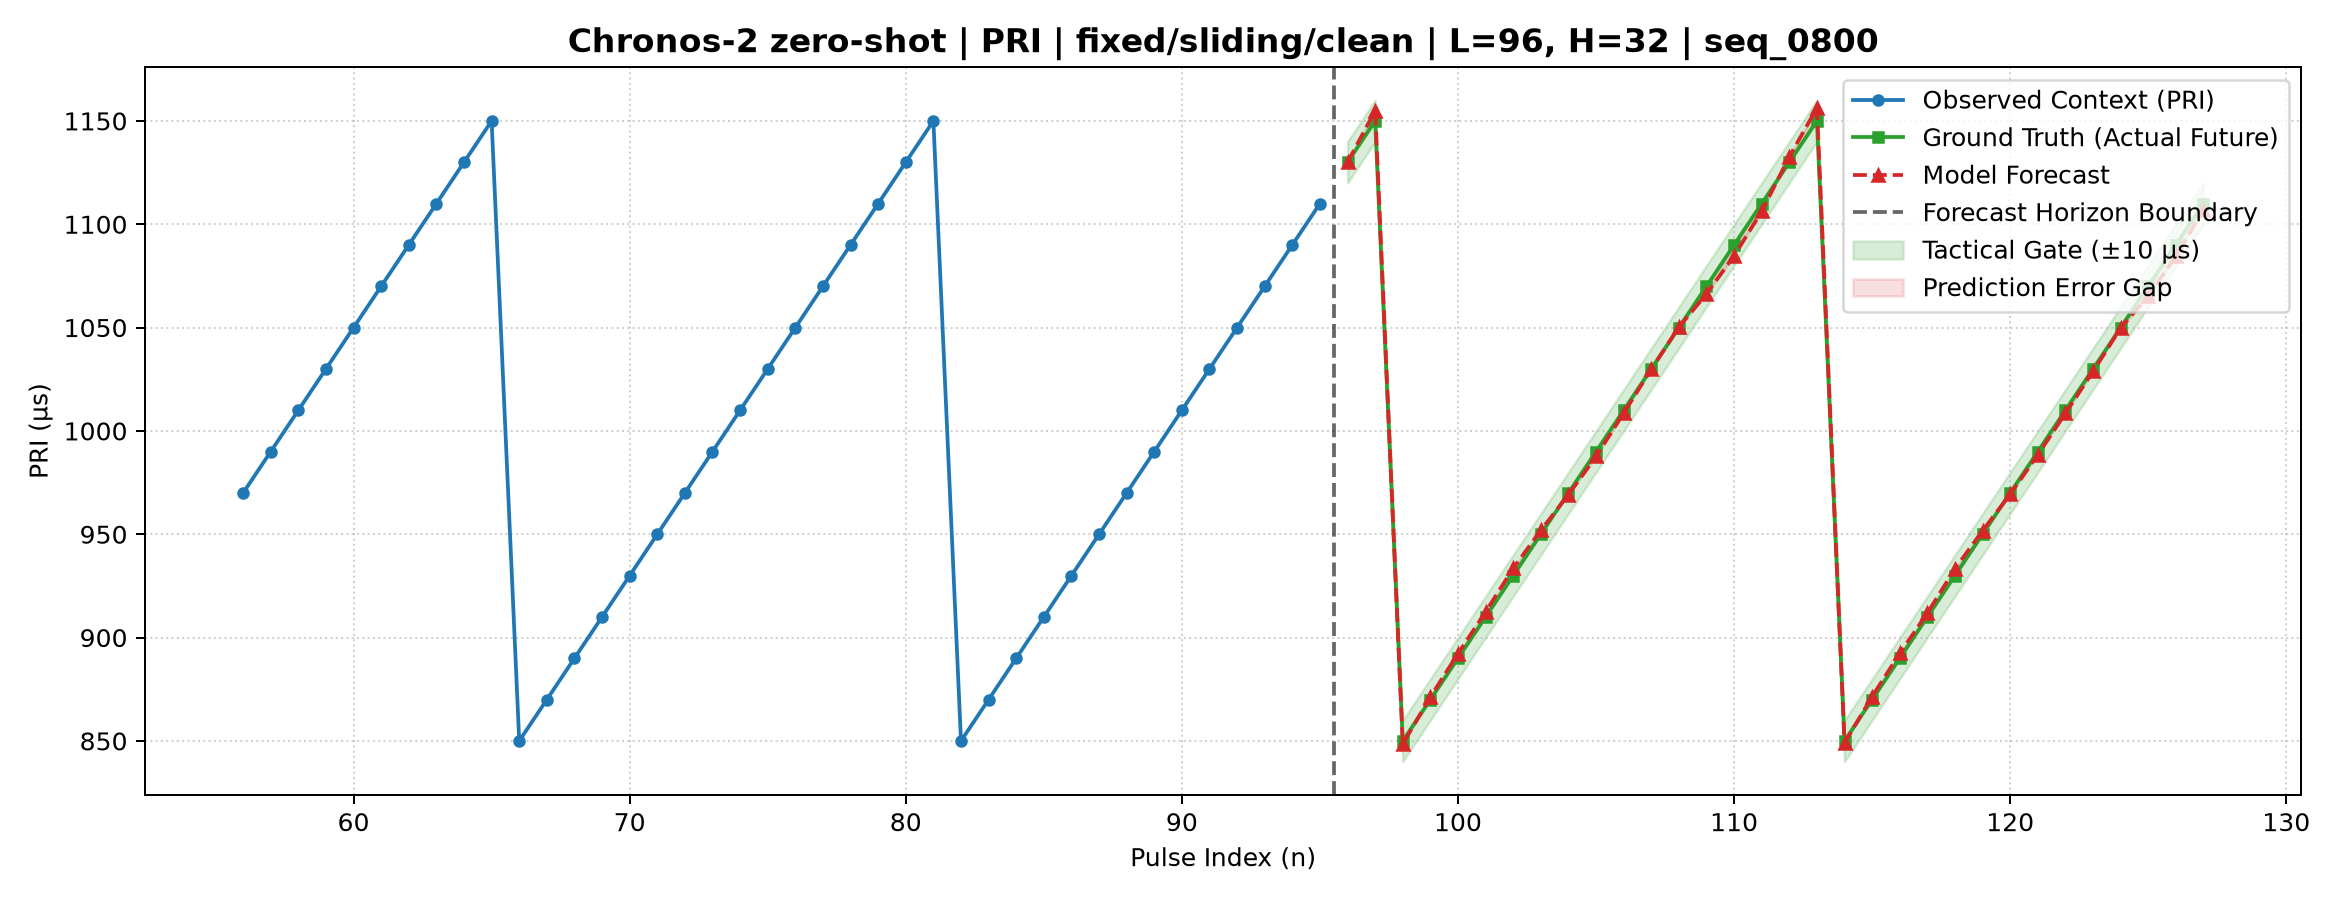 Chronos-2 zero-shot | PRI | fixed/sliding/clean | L=96, H=32 | seq_0800
PRI (µs)
1150
1100
1050
1000
950
900
850
Observed Context (PRI)
Ground Truth (Actual Future)
Model Forecast
Forecast Horizon Boundary
Tactical Gate (±10 µs)
Prediction Error Gap
60 70 80 90 100 110 120 130
Pulse Index (n)